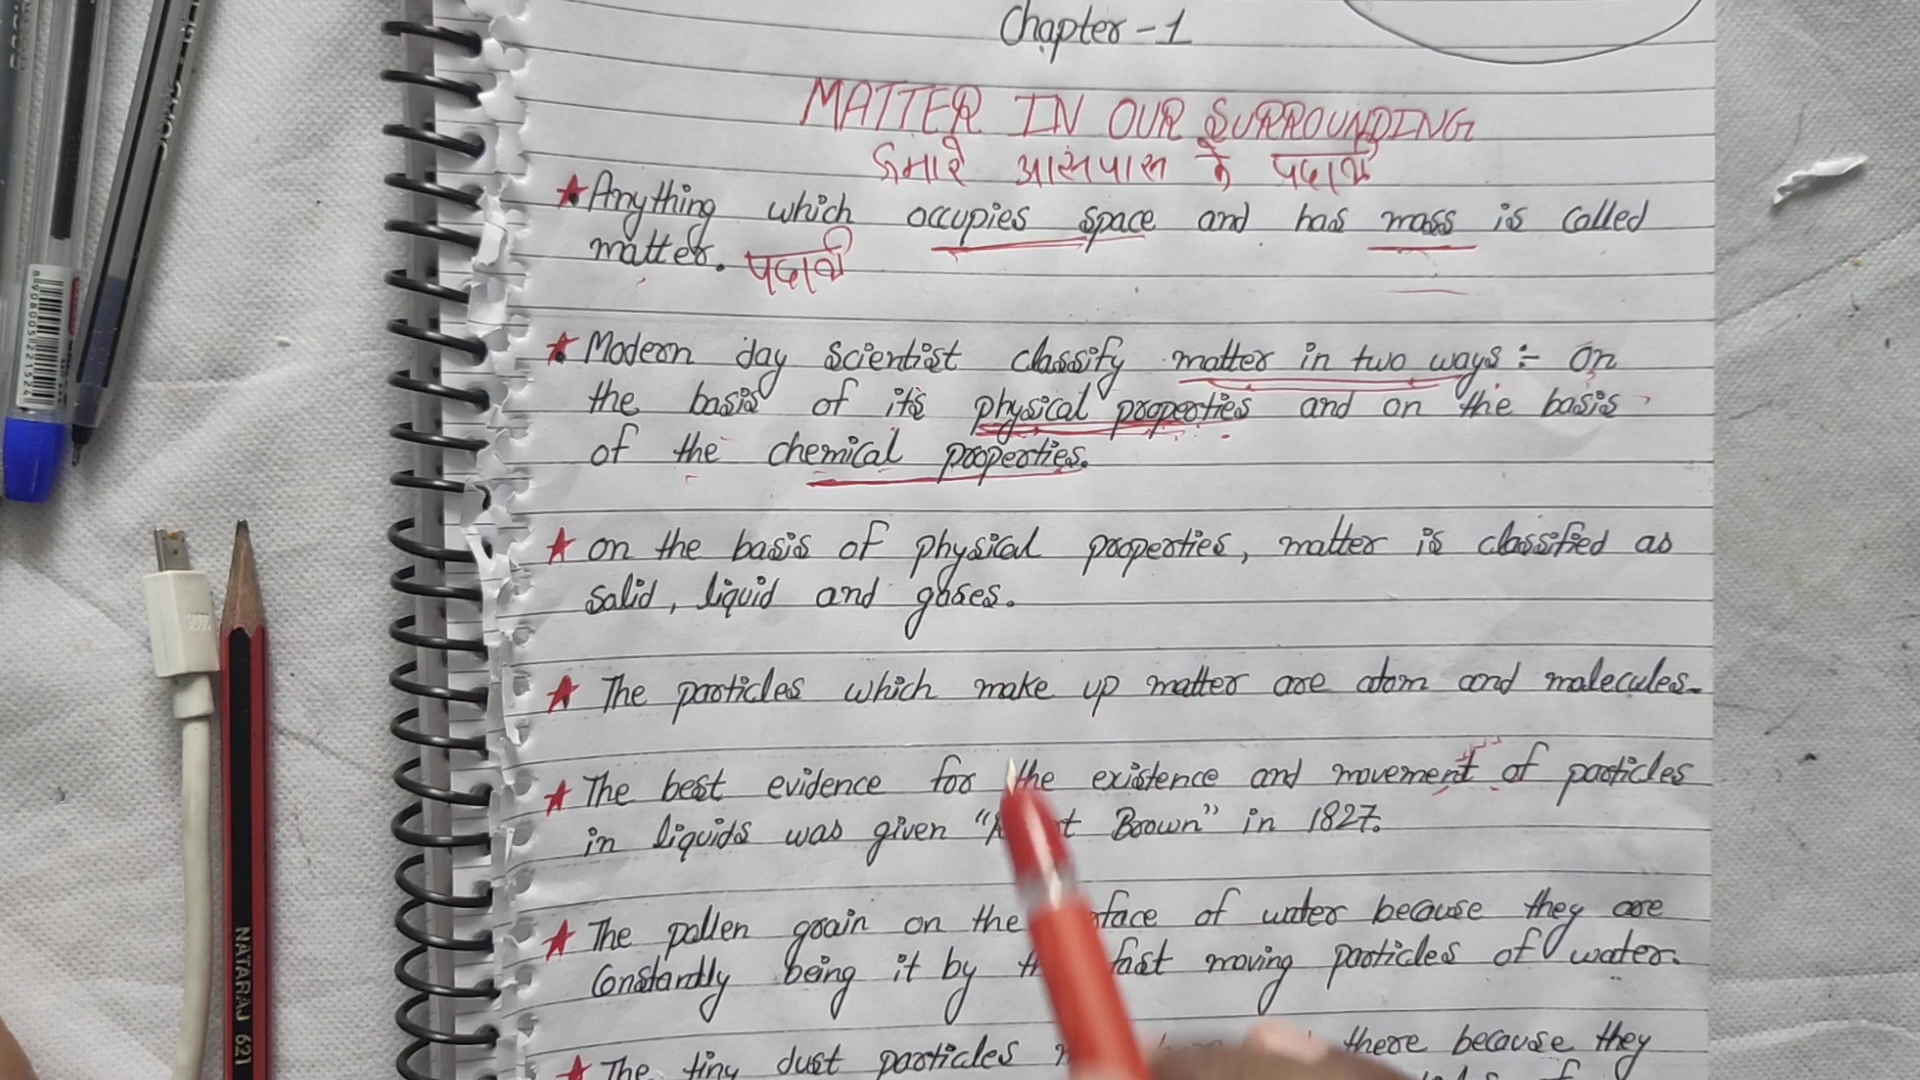 Chapter - 1
MATTER IN OUR SURROUNDING
हमारे आसपास के पदार्थ
Anything which occupies space and has mass is called
matter. पदार्थ
Modern day scientist classify matter in two ways :- On
the basis of its physical properties and on the basis
of the chemical properties.
on the basis of physical properties, matter is classified as
solid, liquid and gases.
The particles which make up matter are atom and molecules.
The best evidence for the existence and movement of particles
in liquids was given " Brown" in 1827.
The pollen grain on the of water because they are
Constantly being it by fast moving particles of water.
The tiny dust particles there because they
NATARAJ 621
8908005215224